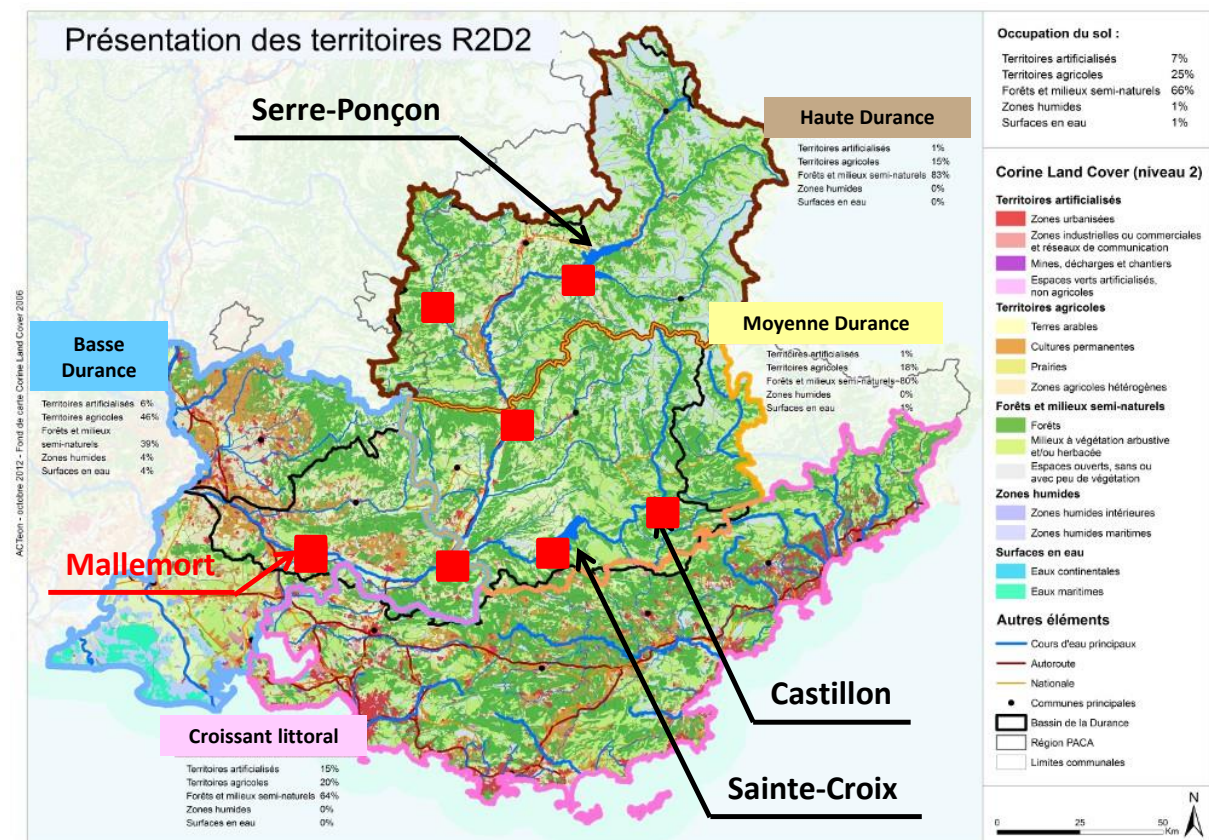 Présentation des territoires R2D2
Serre-Ponçon
Haute Durance
Territoires artificialisés 1%
Territoires agricoles 15%
Forêts et milieux semi-naturels 83%
Zones humides 0%
Surfaces en eau 0%
Moyenne Durance
Territoires artificialisés 1%
Territoires agricoles 18%
Forêts et milieux semi-naturels 80%
Zones humides 0%
Surfaces en eau 1%
Basse
Durance
Territoires artificialisés 6%
Territoires agricoles 46%
Forêts et milieux
semi-naturels 39%
Zones humides 4%
Surfaces en eau 4%
Mallemort
Castillon
Sainte-Croix
Croissant littoral
Territoires artificialisés 15%
Territoires agricoles 20%
Forêts et milieux semi-naturels 64%
Zones humides 0%
Surfaces en eau 0%
ACTeon - octobre 2012 - Fond de carte Corine Land Cover 2006
Occupation du sol :
Territoires artificialisés 7%
Territoires agricoles 25%
Forêts et milieux semi-naturels 66%
Zones humides 1%
Surfaces en eau 1%
Corine Land Cover (niveau 2)
Territoires artificialisés
Zones urbanisées
Zones industrielles ou commerciales
et réseaux de communication
Mines, décharges et chantiers
Espaces verts artificialisés,
non agricoles
Territoires agricoles
Terres arables
Cultures permanentes
Prairies
Zones agricoles hétérogènes
Forêts et milieux semi-naturels
Forêts
Milieux à végétation arbustive
et/ou herbacée
Espaces ouverts, sans ou
avec peu de végétation
Zones humides
Zones humides intérieures
Zones humides maritimes
Surfaces en eau
Eaux continentales
Eaux maritimes
Autres éléments
Cours d'eau principaux
Autoroute
Nationale
Communes principales
Bassin de la Durance
Région PACA
Limites communales
N
0 25 50
Km